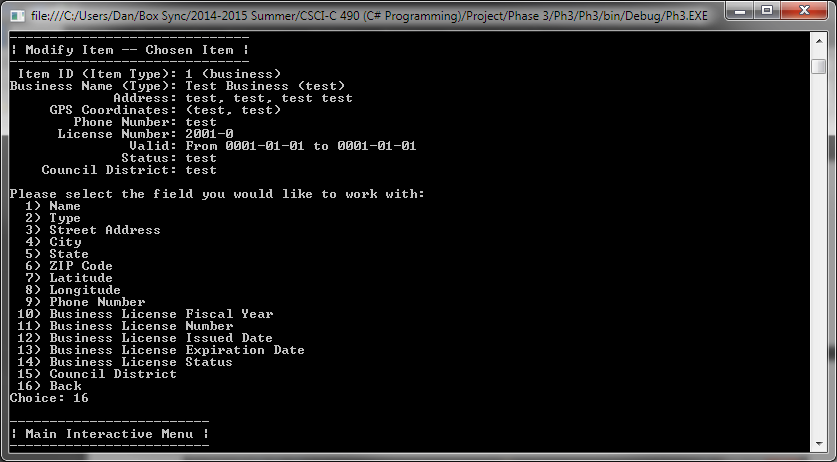 file:///C:/Users/Dan/Box Sync/2014-2015 Summer/CSCI-C 490 (C# Programming)/Project/Phase 3/Ph3/Ph3/bin/Debug/Ph3.EXE
------------------------------
¦ Modify Item -- Chosen Item ¦
------------------------------
Item ID (Item Type): 1 (business)
Business Name (Type): Test Business (test)
Address: test, test, test test
GPS Coordinates: (test, test)
Phone Number: test
License Number: 2001-0
Valid: From 0001-01-01 to 0001-01-01
Status: test
Council District: test
Please select the field you would like to work with:
1) Name
2) Type
3) Street Address
4) City
5) State
6) ZIP Code
7) Latitude
8) Longitude
9) Phone Number
10) Business License Fiscal Year
11) Business License Number
12) Business License Issued Date
13) Business License Expiration Date
14) Business License Status
15) Council District
16) Back
Choice: 16
-------------------------
¦ Main Interactive Menu ¦
-------------------------